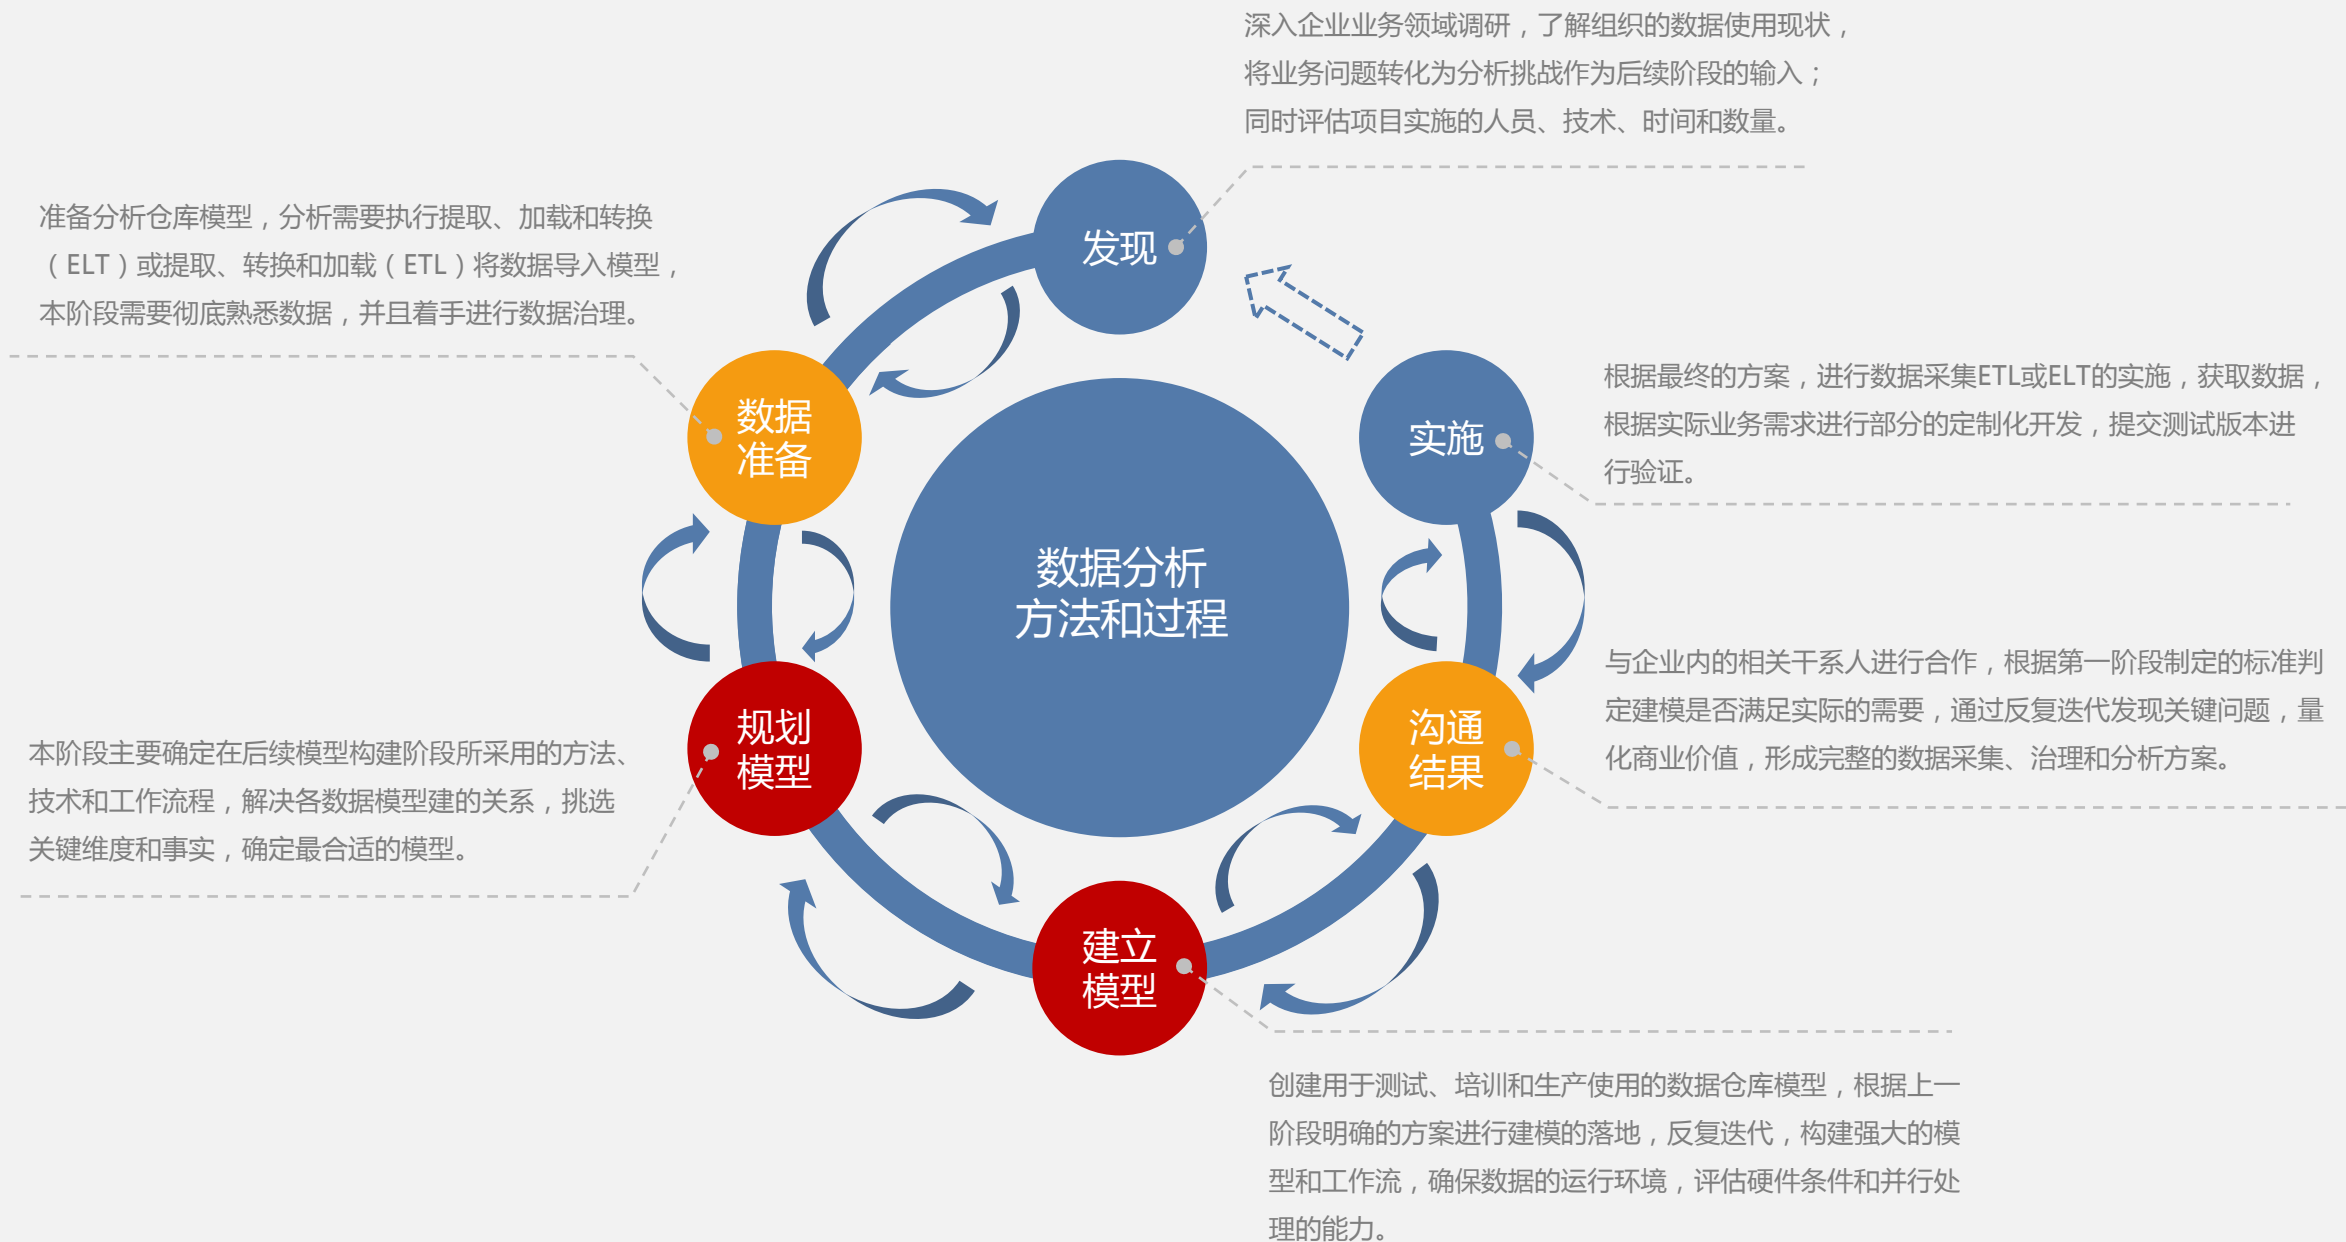 深入企业业务领域调研，了解组织的数据使用现状，
将业务问题转化为分析挑战作为后续阶段的输入；
同时评估项目实施的人员、技术、时间和数量。
准备分析仓库模型，分析需要执行提取、加载和转换
（ELT）或提取、转换和加载（ETL）将数据导入模型，
本阶段需要彻底熟悉数据，并且着手进行数据治理。
发现
数据
准备
实施
根据最终的方案，进行数据采集ETL或ELT的实施，获取数据，
根据实际业务需求进行部分的定制化开发，提交测试版本进
行验证。
数据分析
方法和过程
与企业内的相关干系人进行合作，根据第一阶段制定的标准判
定建模是否满足实际的需要，通过反复迭代发现关键问题，量
化商业价值，形成完整的数据采集、治理和分析方案。
规划
模型
沟通
结果
本阶段主要确定在后续模型构建阶段所采用的方法、
技术和工作流程，解决各数据模型建的关系，挑选
关键维度和事实，确定最合适的模型。
建立
模型
创建用于测试、培训和生产使用的数据仓库模型，根据上一
阶段明确的方案进行建模的落地，反复迭代，构建强大的模
型和工作流，确保数据的运行环境，评估硬件条件和并行处
理的能力。